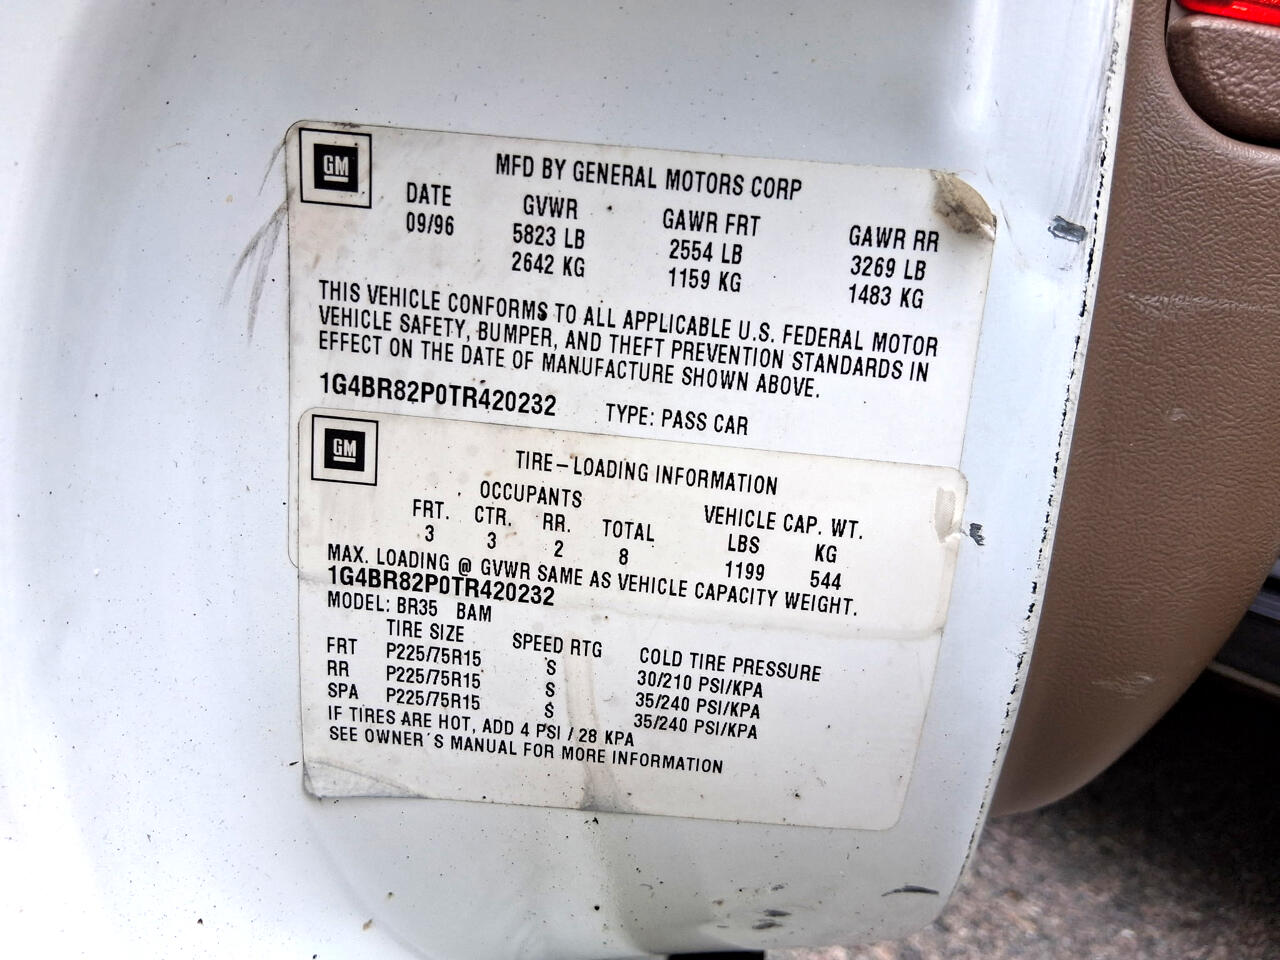 GM
MFD BY GENERAL MOTORS CORP
DATE GVWR GAWR FRT GAWR RR
09/96 5823 LB 2554 LB 3269 LB
2642 KG 1159 KG 1483 KG
THIS VEHICLE CONFORMS TO ALL APPLICABLE U.S. FEDERAL MOTOR
VEHICLE SAFETY, BUMPER, AND THEFT PREVENTION STANDARDS IN
EFFECT ON THE DATE OF MANUFACTURE SHOWN ABOVE.
1G4BR82P0TR420232 TYPE: PASS CAR
GM
TIRE-LOADING INFORMATION
OCCUPANTS VEHICLE CAP. WT.
FRT. CTR. RR. TOTAL LBS KG
3 3 2 8 1199 544
MAX. LOADING @ GVWR SAME AS VEHICLE CAPACITY WEIGHT.
1G4BR82P0TR420232
MODEL: BR35 BAM
TIRE SIZE SPEED RTG COLD TIRE PRESSURE
FRT P225/75R15 S 30/210 PSI/KPA
RR P225/75R15 S 35/240 PSI/KPA
SPA P225/75R15 S 35/240 PSI/KPA
IF TIRES ARE HOT, ADD 4 PSI / 28 KPA
SEE OWNER'S MANUAL FOR MORE INFORMATION